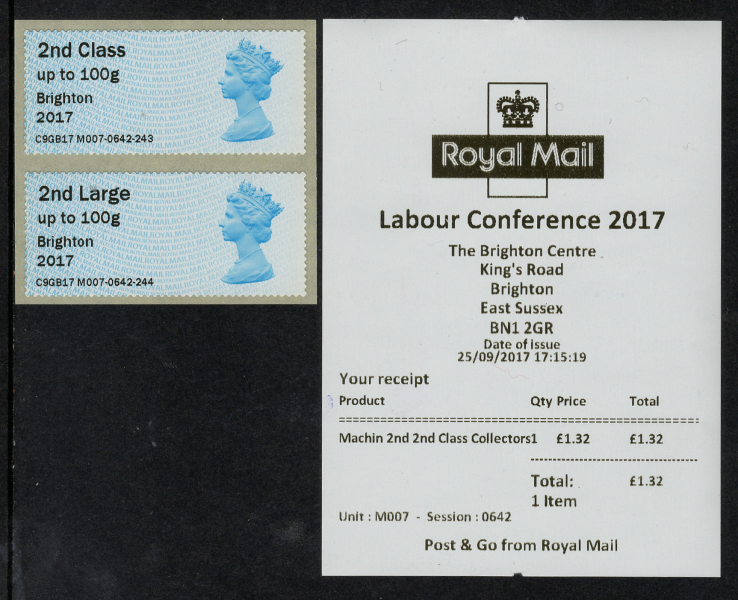 2nd Class
up to 100g
Brighton
2017
C9GB17 M007-0642-243
2nd Large
up to 100g
Brighton
2017
C9GB17 M007-0642-244
Royal Mail
Labour Conference 2017
The Brighton Centre
King's Road
Brighton
East Sussex
BN1 2GR
Date of Issue
25/09/2017 17:15:19
Your receipt
Product Qty Price Total
Machin 2nd 2nd Class Collectors1 £1.32 £1.32
Total: £1.32
1 Item
Unit : M007 - Session : 0642
Post & Go from Royal Mail